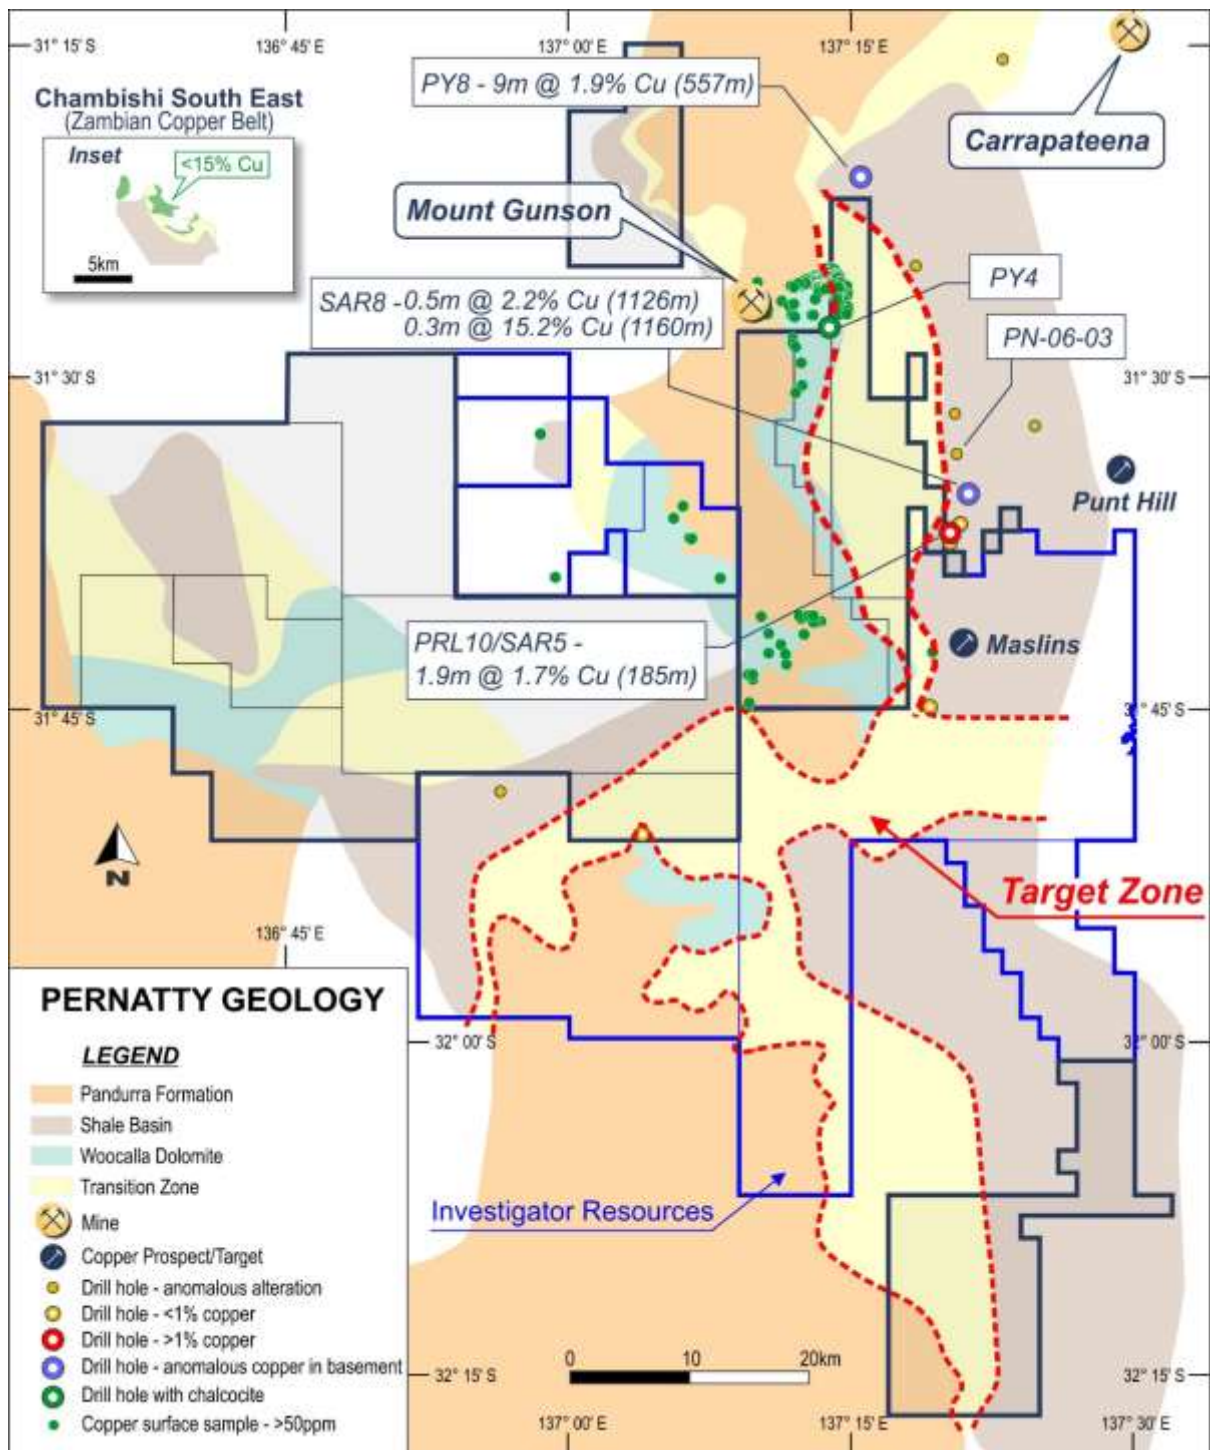 31° 15' S
136° 45' E
137° 00' E
137° 15' E
PY8 - 9m @ 1.9% Cu (557m)
Carrapateena
Chambishi South East
(Zambian Copper Belt)
Inset
<15% Cu
5km
Mount Gunson
SAR8 - 0.5m @ 2.2% Cu (1126m)
0.3m @ 15.2% Cu (1160m)
PY4
PN-06-03
31° 30' S
31° 30' S
Punt Hill
PRL10/SAR5 -
1.9m @ 1.7% Cu (185m)
Maslins
31° 45' S
31° 45' S
N
Target Zone
136° 45' E
PERNATTY GEOLOGY
LEGEND
Pandurra Formation
Shale Basin
Woocalla Dolomite
Transition Zone
Mine
Copper Prospect/Target
Drill hole - anomalous alteration
Drill hole - <1% copper
Drill hole - >1% copper
Drill hole - anomalous copper in basement
Drill hole with chalcocite
Copper surface sample - >50ppm
32° 00' S
32° 00' S
Investigator Resources
0 10 20km
32° 15' S
32° 15' S
137° 00' E
137° 15' E
137° 30' E